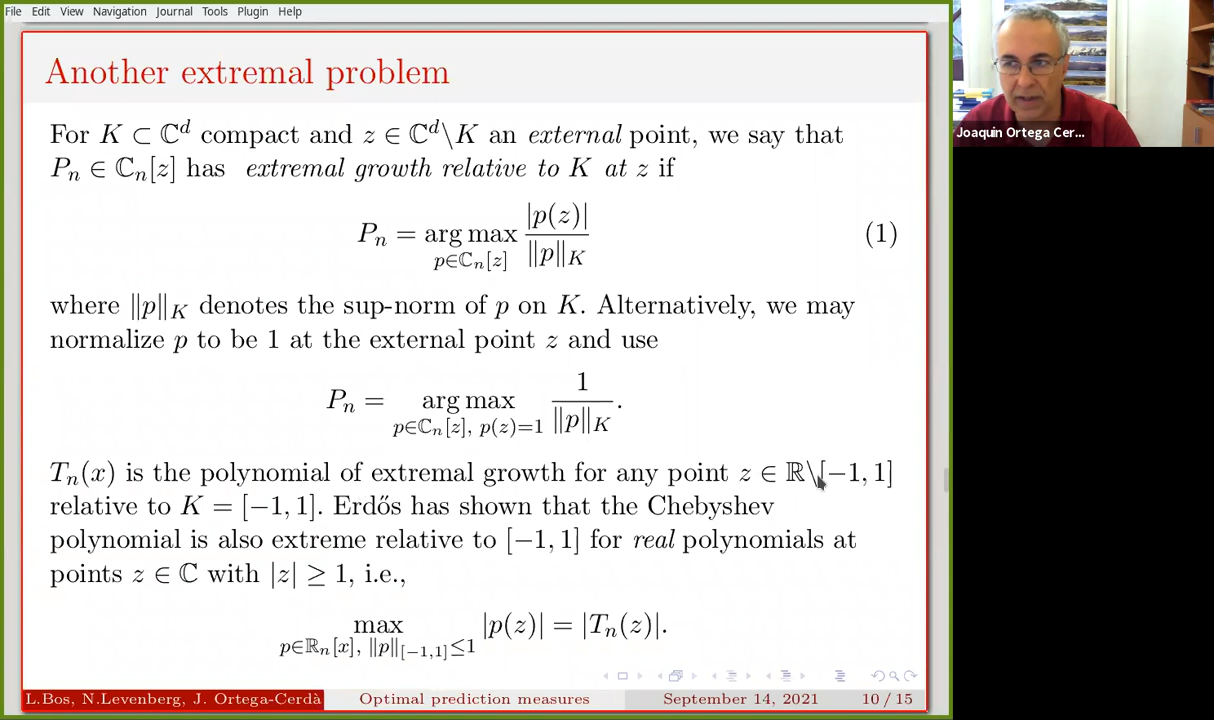 File Edit View Navigation Journal Tools Plugin Help
Another extremal problem
For K ⊂ ℂ^d compact and z ∈ ℂ^d\K an external point, we say that
P_n ∈ ℂ_n[z] has extremal growth relative to K at z if
P_n = arg max_{p∈ℂ_n[z]} |p(z)| / ‖p‖_K (1)
where ‖p‖_K denotes the sup-norm of p on K. Alternatively, we may
normalize p to be 1 at the external point z and use
P_n = arg max_{p∈ℂ_n[z], p(z)=1} 1 / ‖p‖_K.
T_n(x) is the polynomial of extremal growth for any point z ∈ ℝ\[−1, 1]
relative to K = [−1, 1]. Erdős has shown that the Chebyshev
polynomial is also extreme relative to [−1, 1] for real polynomials at
points z ∈ ℂ with |z| ≥ 1, i.e.,
max_{p∈ℝ_n[x], ‖p‖_{[−1,1]}≤1} |p(z)| = |T_n(z)|.
L.Bos, N.Levenberg, J. Ortega-Cerdà Optimal prediction measures September 14, 2021 10 / 15
Joaquin Ortega Cer...